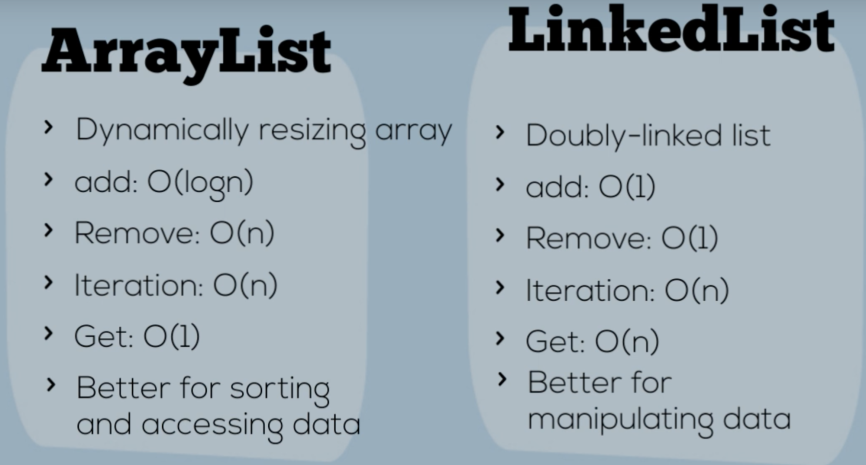 ArrayList
› Dynamically resizing array
› add: O(logn)
› Remove: O(n)
› Iteration: O(n)
› Get: O(1)
› Better for sorting
and accessing data
LinkedList
› Doubly-linked list
› add: O(1)
› Remove: O(1)
› Iteration: O(n)
› Get: O(n)
› Better for
manipulating data